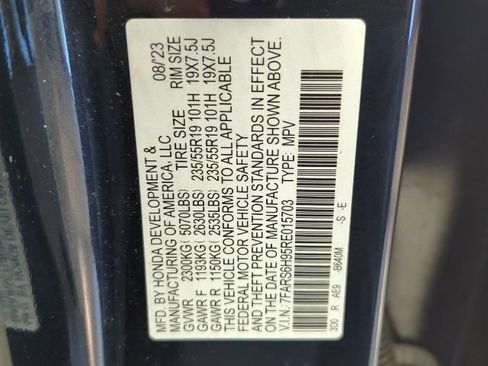 MFD. BY HONDA DEVELOPMENT & 08/'23
MANUFACTURING OF AMERICA, LLC
TIRE SIZE RIM SIZE
GVWR 2300KG ( 5070LBS)
GAWR F 1193KG ( 2630LBS) 235/55R19 101H 19X7.5J
GAWR R 1150KG ( 2535LBS) 235/55R19 101H 19X7.5J
THIS VEHICLE CONFORMS TO ALL APPLICABLE
FEDERAL MOTOR VEHICLE SAFETY
AND THEFT PREVENTION STANDARDS IN EFFECT
ON THE DATE OF MANUFACTURE SHOWN ABOVE.
V.I.N.: 7FARS6H95RE015703 TYPE: MPV
3D0 R AE9 -B640M -S -E